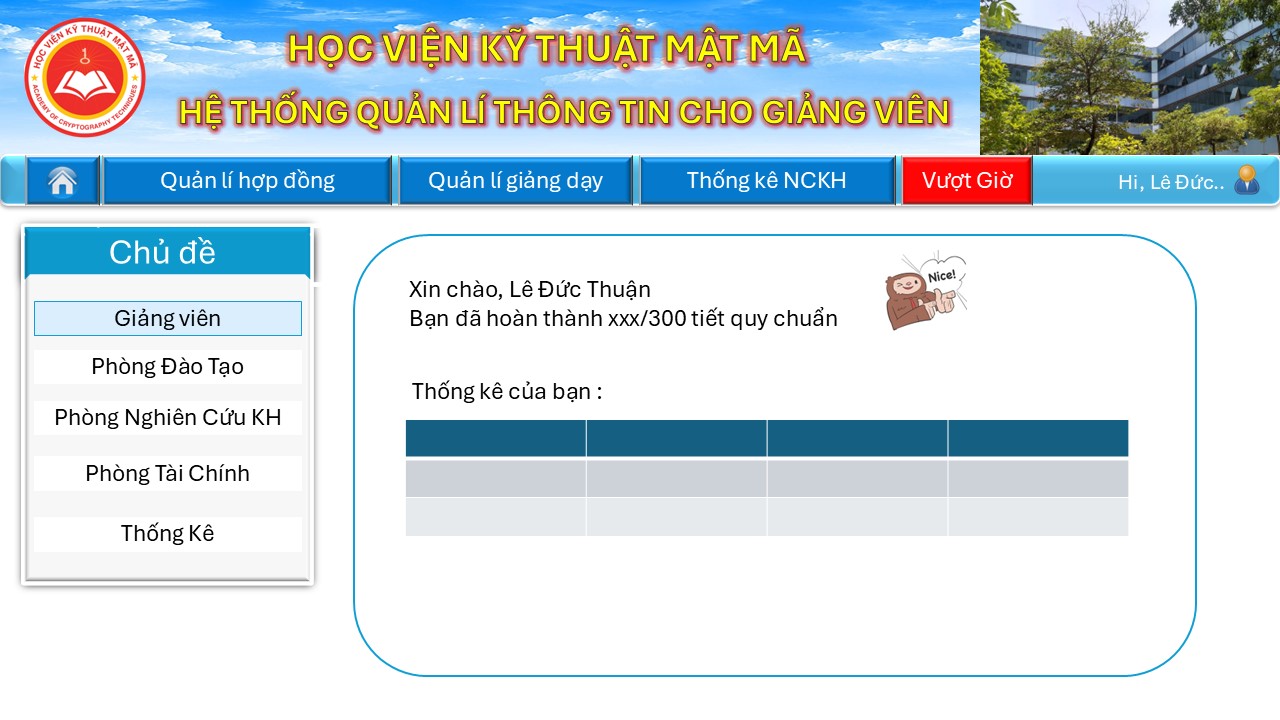 HỌC VIỆN KỸ THUẬT MẬT MÃ
ACADEMY OF CRYPTOGRAPHY TECHNIQUES
HỌC VIỆN KỸ THUẬT MẬT MÃ
HỆ THỐNG QUẢN LÍ THÔNG TIN CHO GIẢNG VIÊN
Quản lí hợp đồng
Quản lí giảng dạy
Thống kê NCKH
Vượt Giờ
Hi, Lê Đức..
Chủ đề
Giảng viên
Phòng Đào Tạo
Phòng Nghiên Cứu KH
Phòng Tài Chính
Thống Kê
Xin chào, Lê Đức Thuận
Bạn đã hoàn thành xxx/300 tiết quy chuẩn
Nice!
Thống kê của bạn :